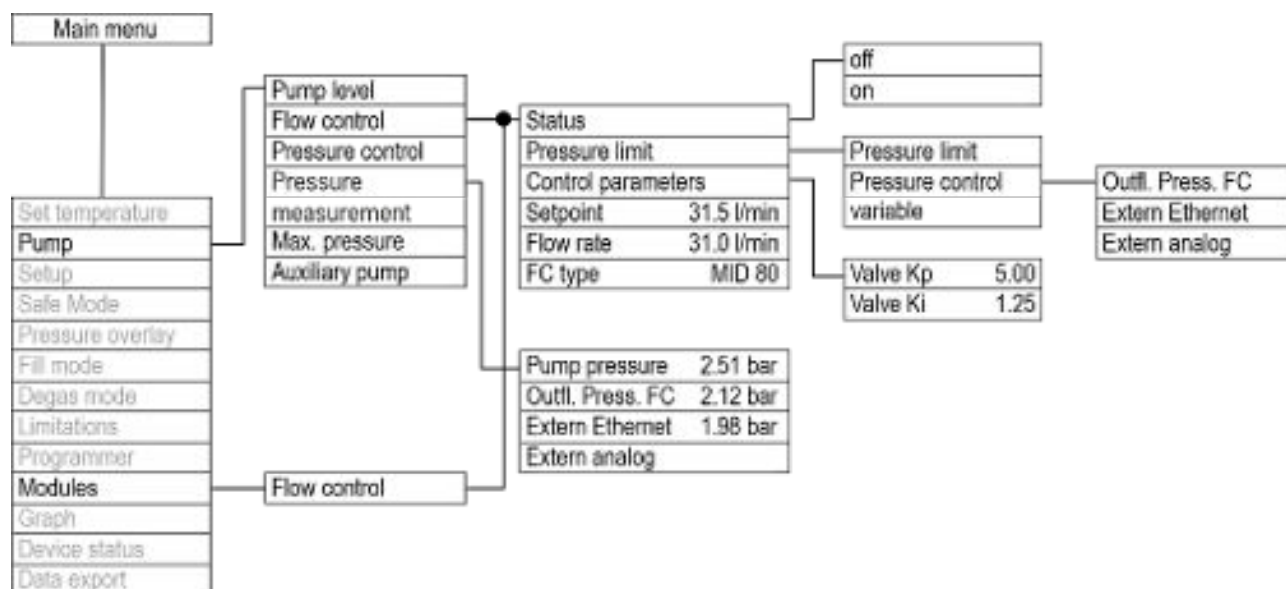 Main menu
Set temperature
Pump
Setup
Safe Mode
Pressure overlay
Fill mode
Degas mode
Limitations
Programmer
Modules
Graph
Device status
Data export
Pump level
Flow control
Pressure control
Pressure
measurement
Max. pressure
Auxiliary pump
Flow control
Status
Pressure limit
Control parameters
Setpoint 31.5 l/min
Flow rate 31.0 l/min
FC type MID 80
Pump pressure 2.51 bar
Outfl. Press. FC 2.12 bar
Extern Ethernet 1.98 bar
Extern analog
off
on
Pressure limit
Pressure control
variable
Valve Kp 5.00
Valve Ki 1.25
Outfl. Press. FC
Extern Ethernet
Extern analog